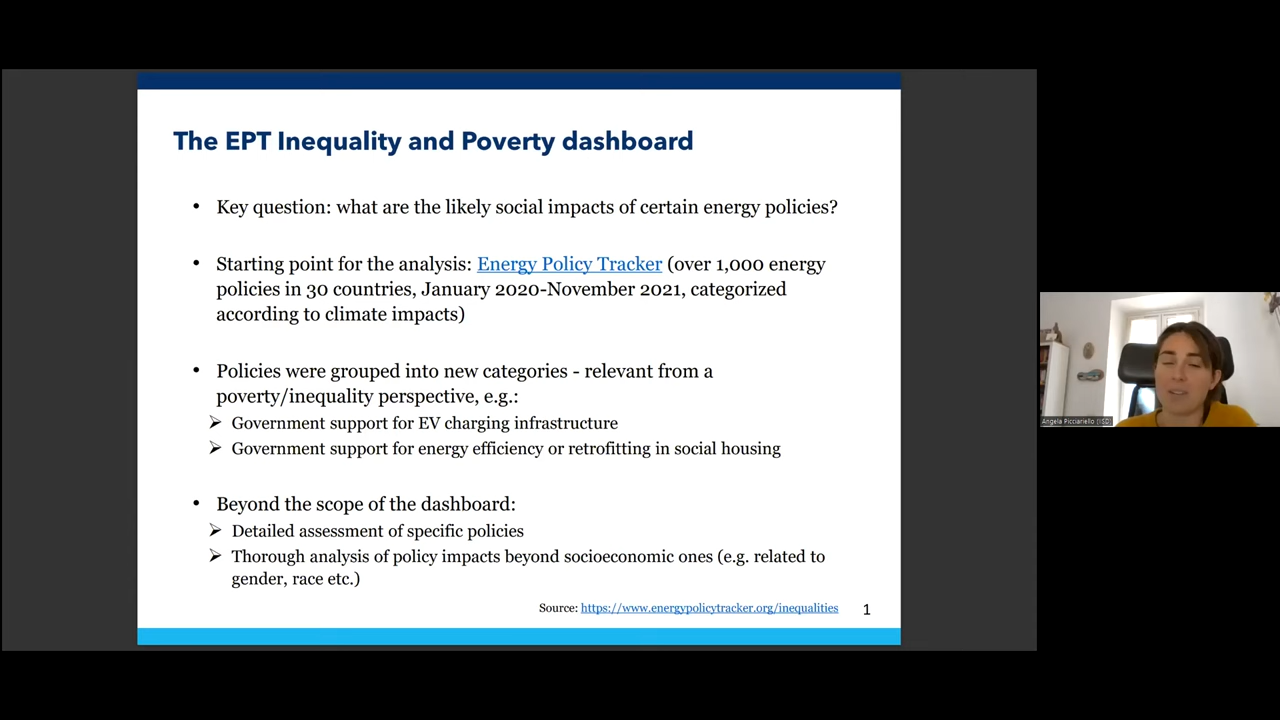 The EPT Inequality and Poverty dashboard
• Key question: what are the likely social impacts of certain energy policies?
• Starting point for the analysis: Energy Policy Tracker (over 1,000 energy
policies in 30 countries, January 2020-November 2021, categorized
according to climate impacts)
• Policies were grouped into new categories - relevant from a
poverty/inequality perspective, e.g.:
➢ Government support for EV charging infrastructure
➢ Government support for energy efficiency or retrofitting in social housing
• Beyond the scope of the dashboard:
➢ Detailed assessment of specific policies
➢ Thorough analysis of policy impacts beyond socioeconomic ones (e.g. related to
gender, race etc.)
Source: https://www.energypolicytracker.org/inequalities
1
Angela Picciariello (IISD)